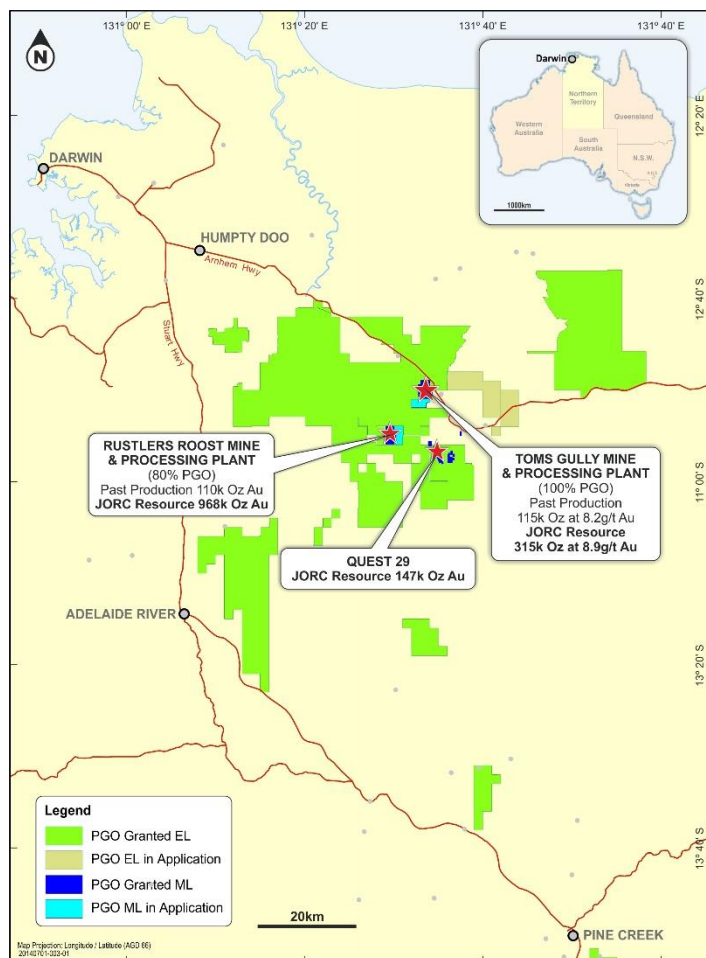 131° 00' E
131° 20' E
131° 40' E
131° 40' E
N
Darwin
Northern
Territory
Western
Australia
Queensland
South
Australia
N.S.W.
1000km
12° 20' S
DARWIN
HUMPTY DOO
Arnhem Hwy
12° 40' S
Stuart Hwy
RUSTLERS ROOST MINE
& PROCESSING PLANT
(80% PGO)
Past Production 110k Oz Au
JORC Resource 968k Oz Au
TOMS GULLY MINE
& PROCESSING PLANT
(100% PGO)
Past Production
115k Oz at 8.2g/t Au
JORC Resource
315k Oz at 8.9g/t Au
11° 00' S
QUEST 29
JORC Resource 147k Oz Au
ADELAIDE RIVER
13° 20' S
Legend
PGO Granted EL
PGO EL in Application
PGO Granted ML
PGO ML in Application
13° 40' S
20km
PINE CREEK
Map Projection: Longitude / Latitude (AGD 66)
20140701-003-01